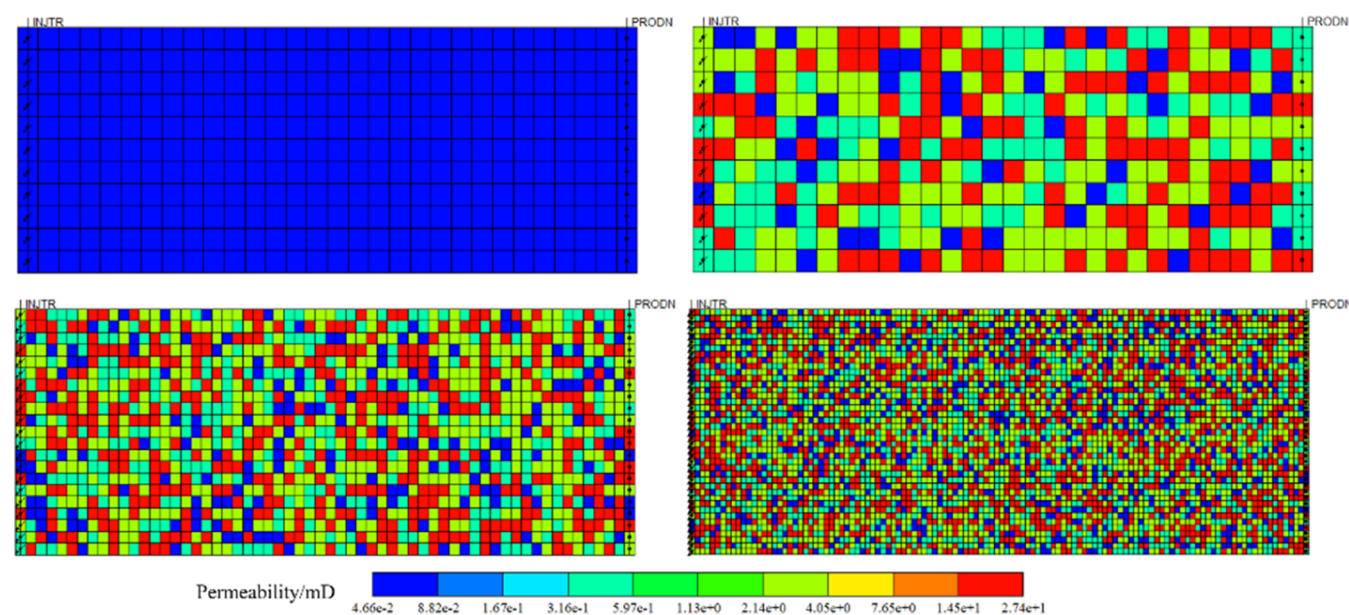 INJTR PRODN INJTR PRODN
INJTR PRODN INJTR PRODN
Permeability/mD
4.66e-2 8.82e-2 1.67e-1 3.16e-1 5.97e-1 1.13e+0 2.14e+0 4.05e+0 7.65e+0 1.45e+1 2.74e+1